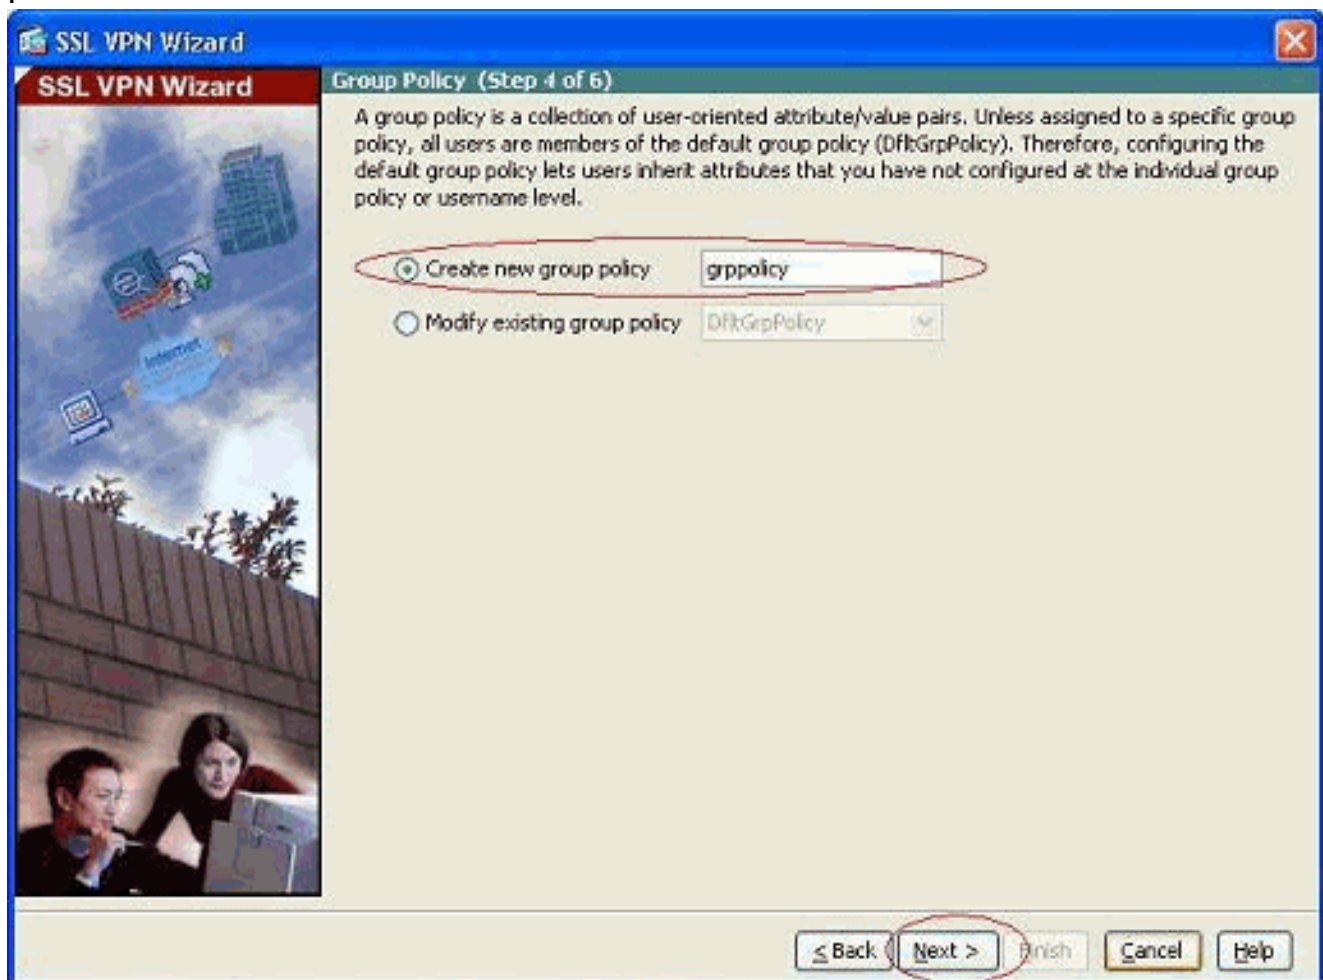 SSL VPN Wizard
SSL VPN Wizard
Group Policy (Step 4 of 6)
A group policy is a collection of user-oriented attribute/value pairs. Unless assigned to a specific group
policy, all users are members of the default group policy (DfltGrpPolicy). Therefore, configuring the
default group policy lets users inherit attributes that you have not configured at the individual group
policy or username level.
Create new group policy grppolicy
Modify existing group policy DfltGrpPolicy
Internet
< Back Next > Finish Cancel Help